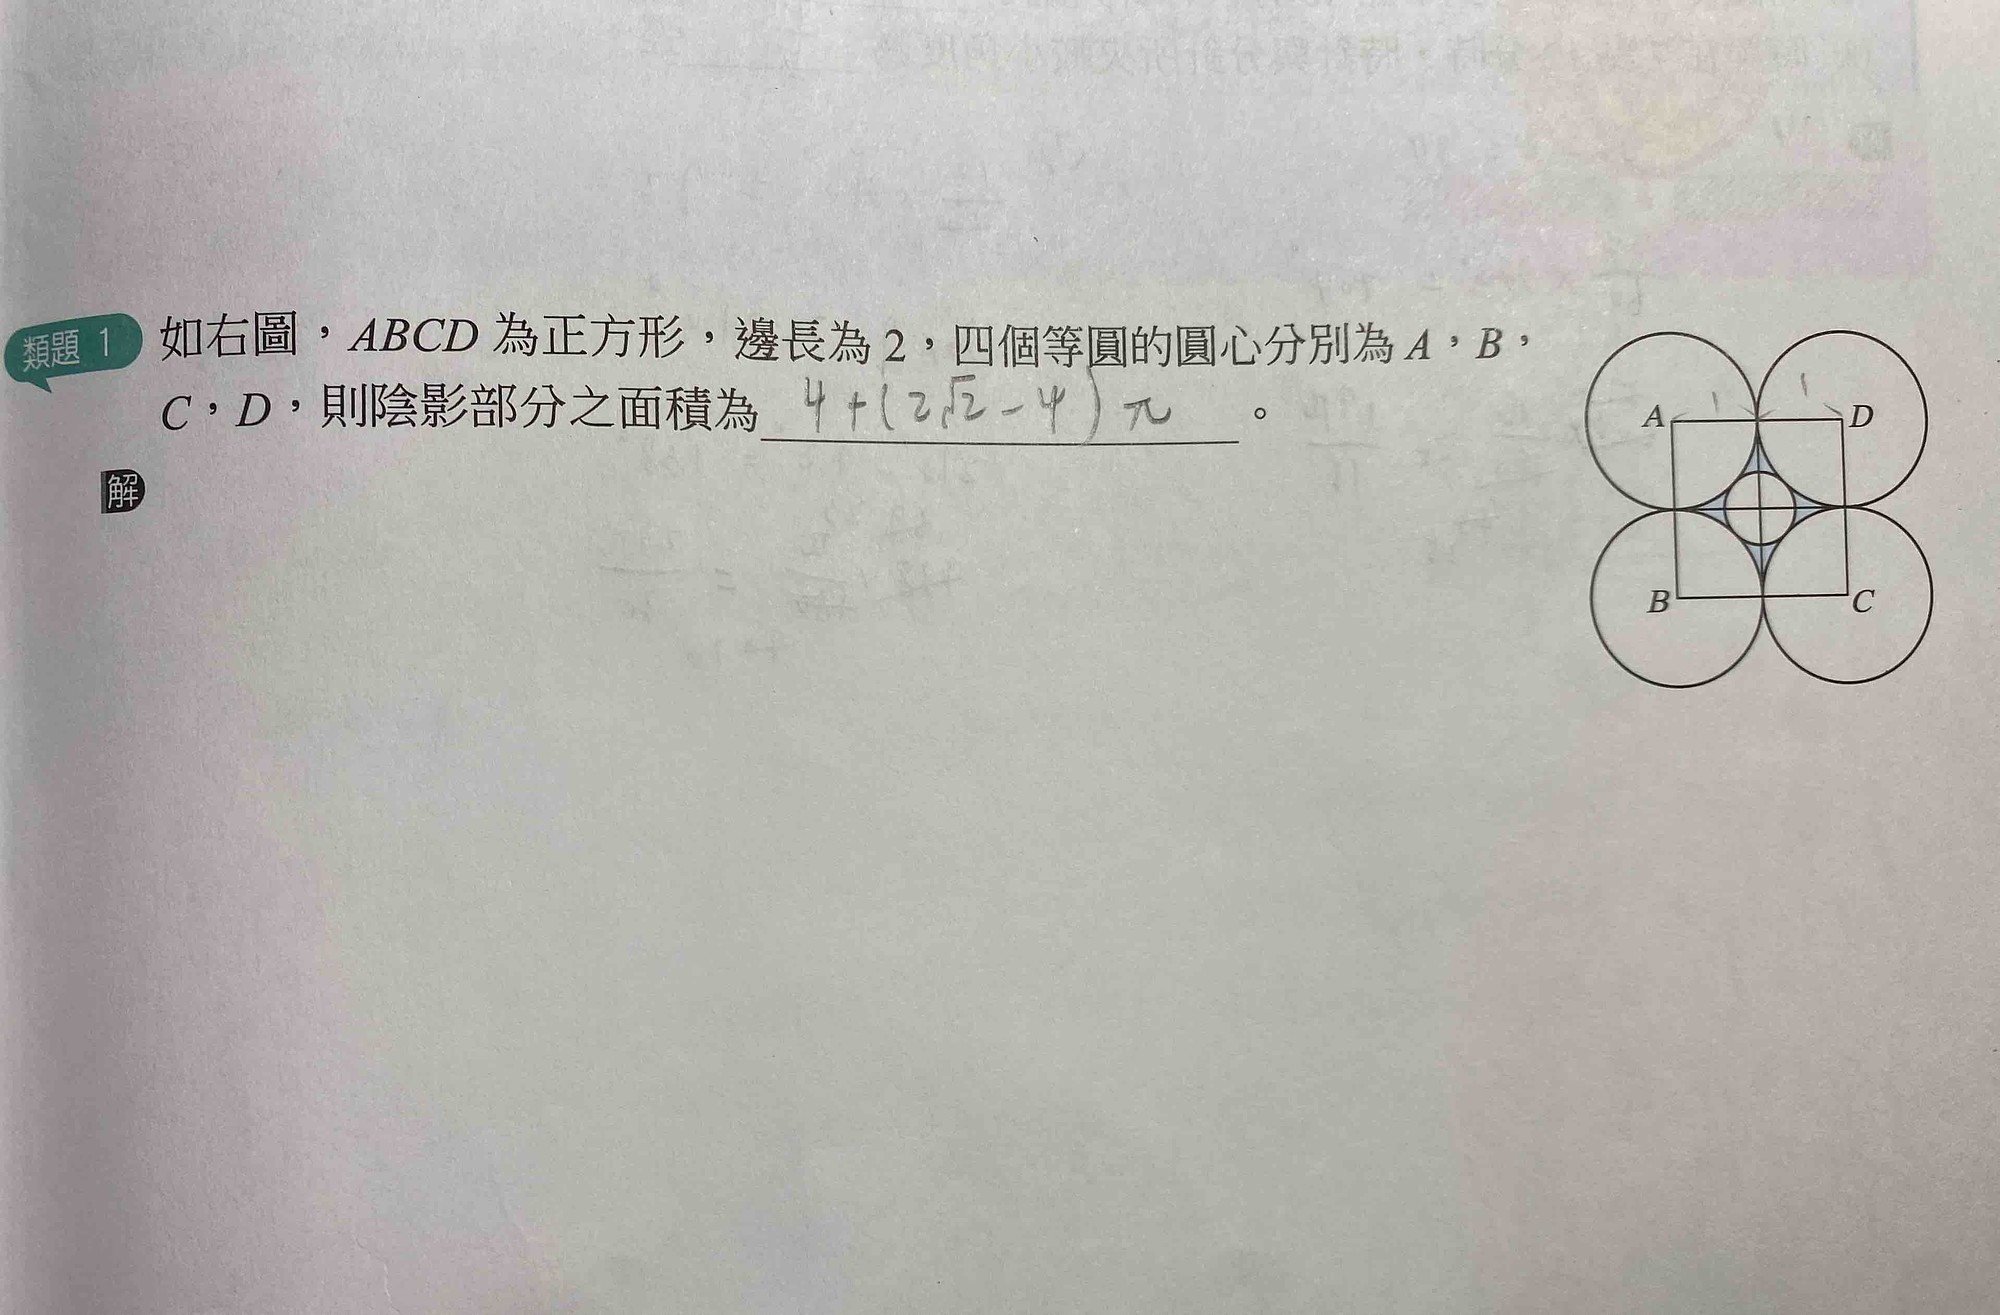 類題 1 如右圖，ABCD 為正方形，邊長為 2，四個等圓的圓心分別為 A，B，
C，D，則陰影部分之面積為 4+(2√2-4)π 。
解
1 1
A D
B C